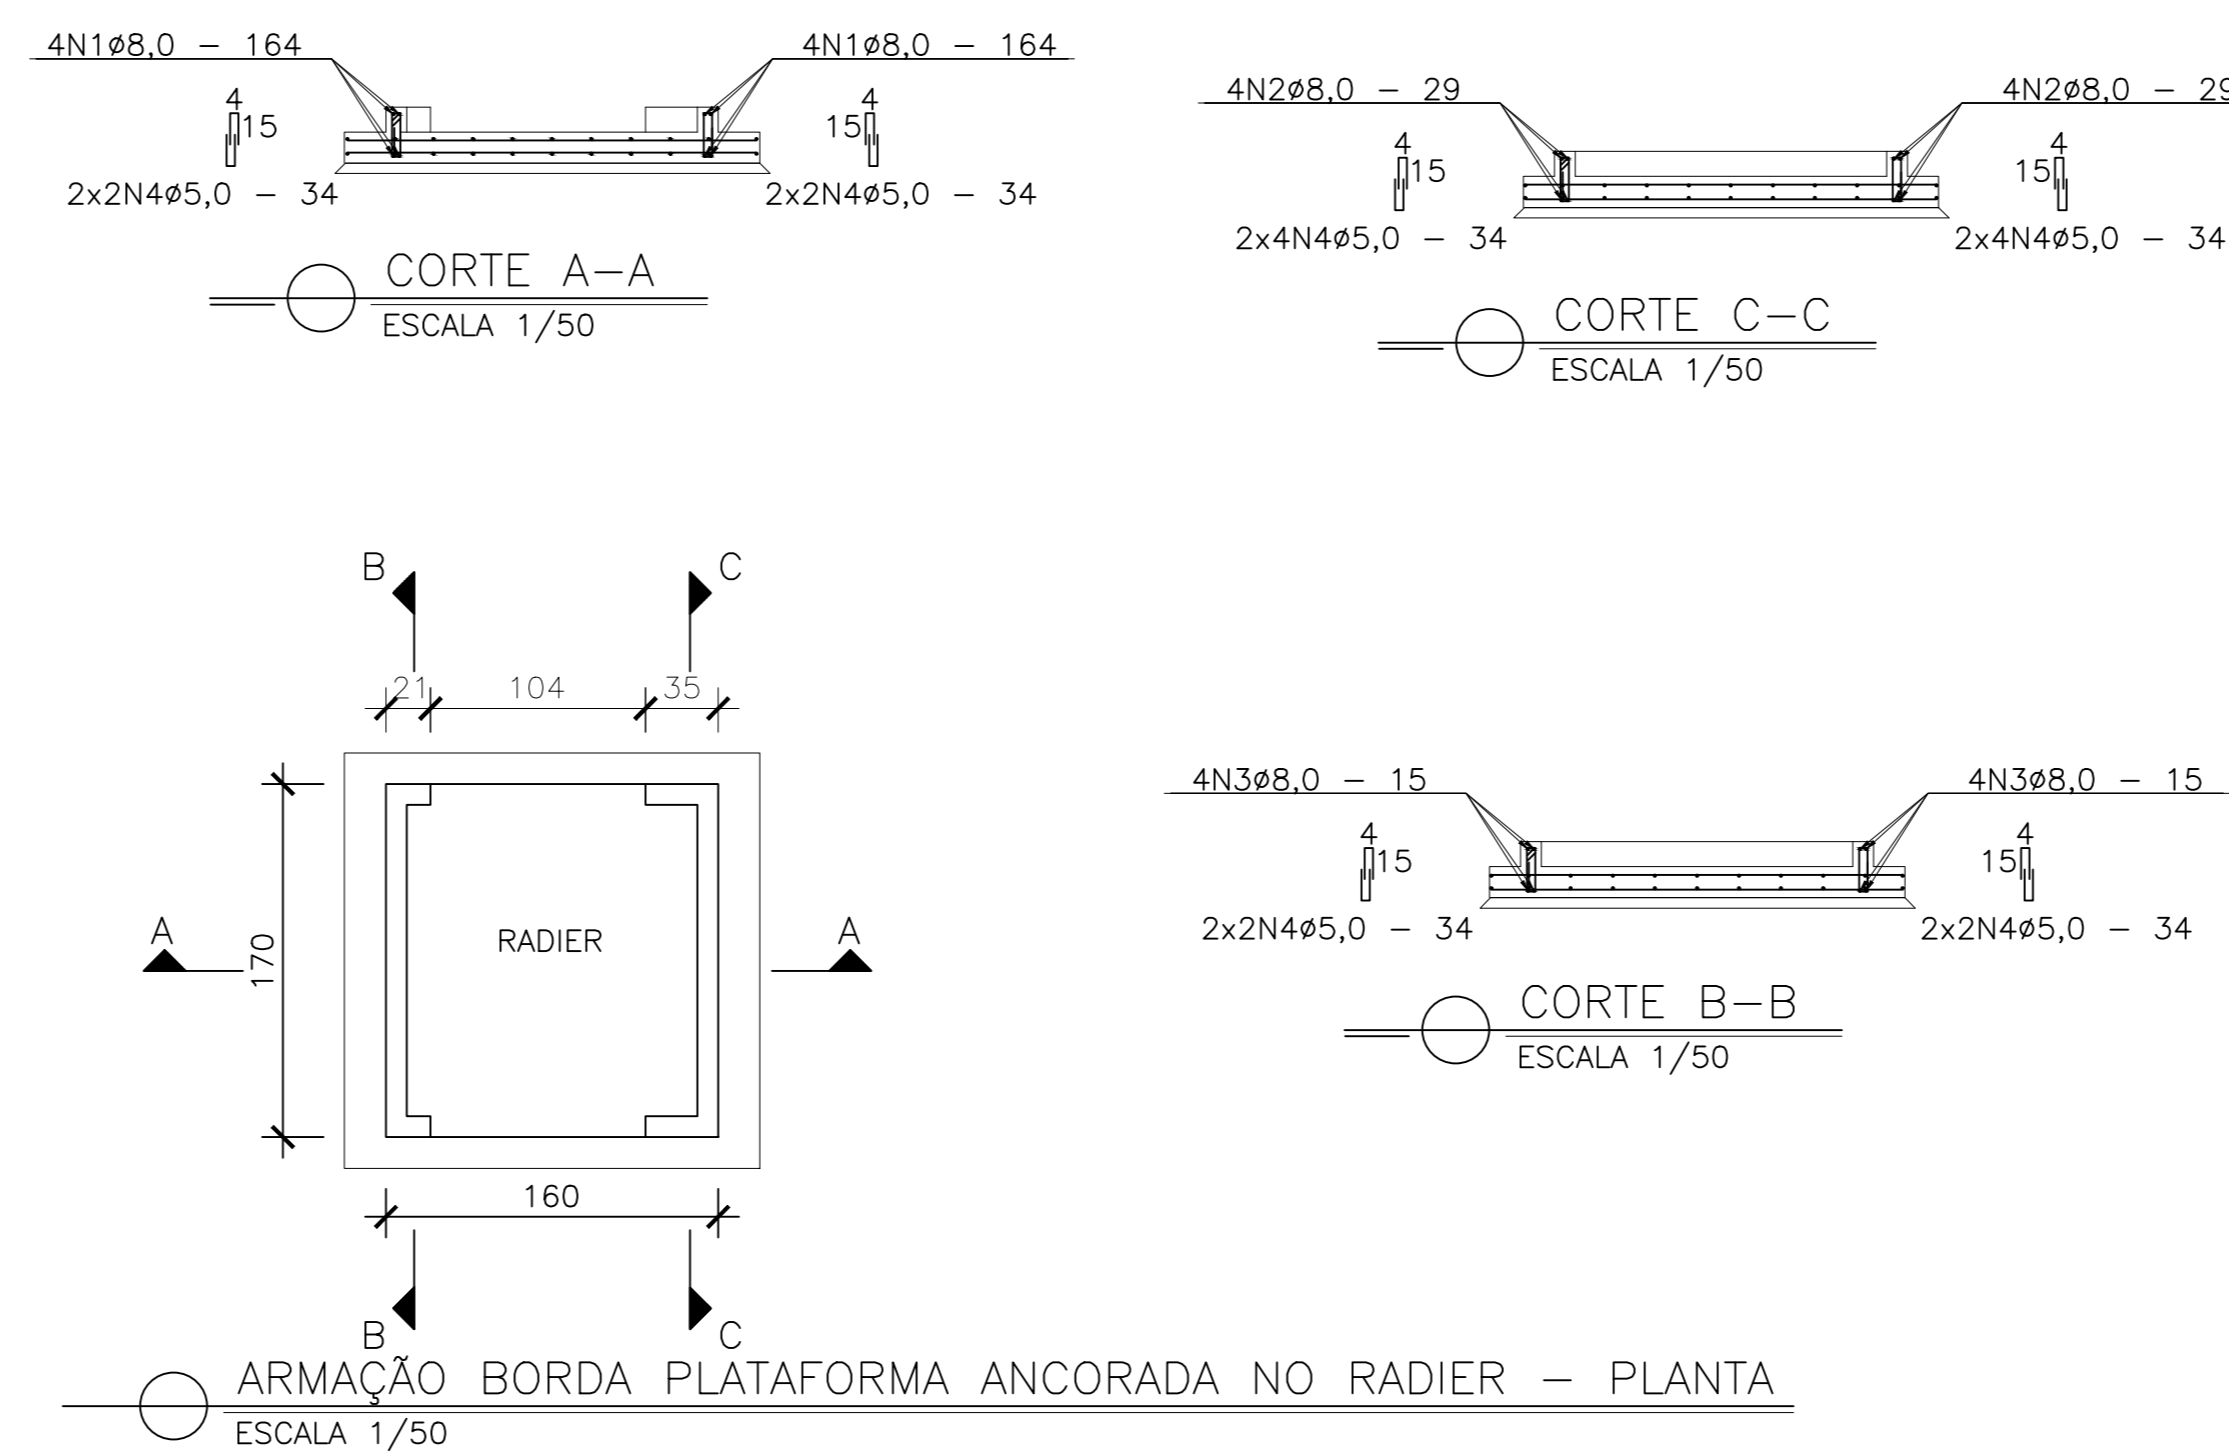 4N1ø8,0 – 164
4N1ø8,0 – 164
4
15
4
15
2x2N4ø5,0 – 34
2x2N4ø5,0 – 34
CORTE A–A
ESCALA 1/50
4N2ø8,0 – 29
4N2ø8,0 – 29
4
15
4
15
2x4N4ø5,0 – 34
2x4N4ø5,0 – 34
CORTE C–C
ESCALA 1/50
B
C
21
104
35
A
170
RADIER
A
160
B
C
4N3ø8,0 – 15
4N3ø8,0 – 15
4
15
4
15
2x2N4ø5,0 – 34
2x2N4ø5,0 – 34
CORTE B–B
ESCALA 1/50
ARMAÇÃO BORDA PLATAFORMA ANCORADA NO RADIER – PLANTA
ESCALA 1/50